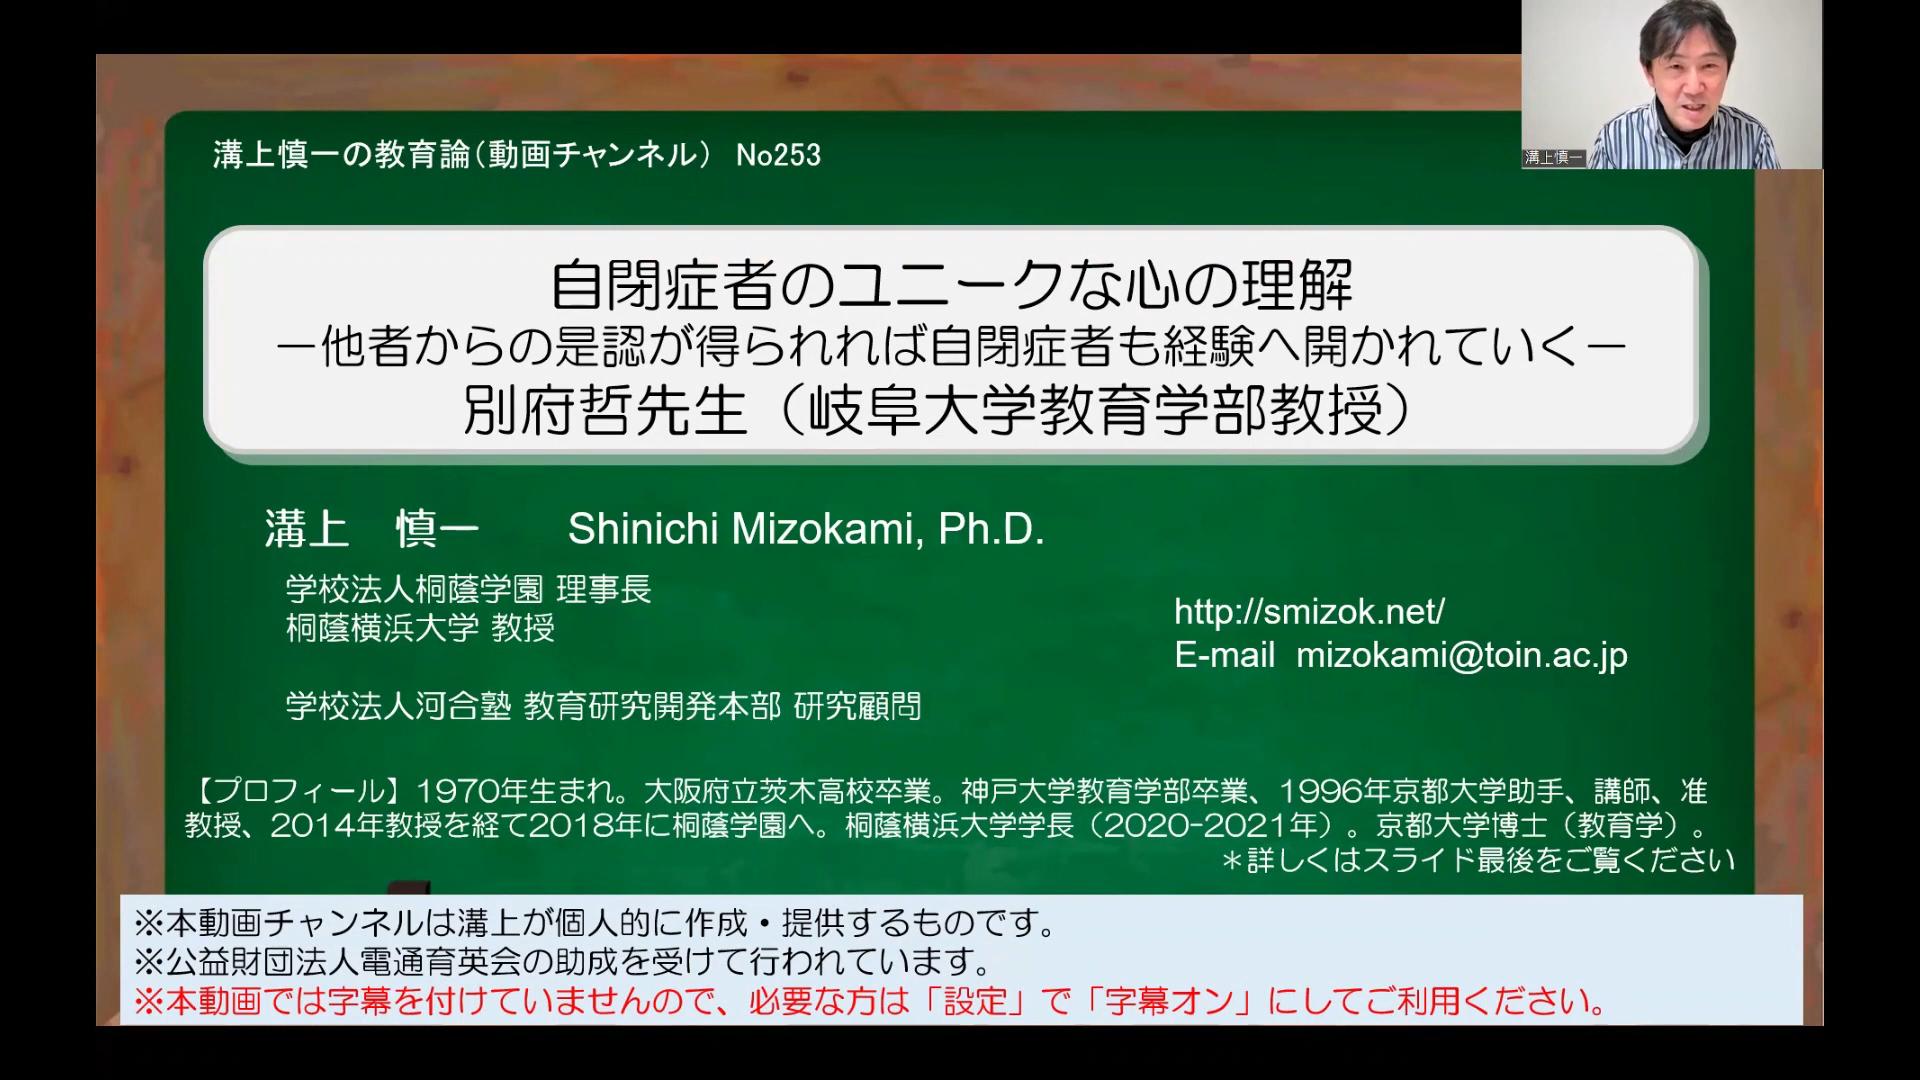 溝上慎一の教育論（動画チャンネル） No253
溝上慎一
自閉症者のユニークな心の理解
－他者からの是認が得られれば自閉症者も経験へ開かれていく－
別府哲先生（岐阜大学教育学部教授）
溝上　慎一　　Shinichi Mizokami, Ph.D.
学校法人桐蔭学園 理事長
桐蔭横浜大学 教授
http://smizok.net/
E-mail mizokami@toin.ac.jp
学校法人河合塾 教育研究開発本部 研究顧問
【プロフィール】1970年生まれ。大阪府立茨木高校卒業。神戸大学教育学部卒業、1996年京都大学助手、講師、准
教授、2014年教授を経て2018年に桐蔭学園へ。桐蔭横浜大学学長（2020-2021年）。京都大学博士（教育学）。
＊詳しくはスライド最後をご覧ください
※本動画チャンネルは溝上が個人的に作成・提供するものです。
※公益財団法人電通育英会の助成を受けて行われています。
※本動画では字幕を付けていませんので、必要な方は「設定」で「字幕オン」にしてご利用ください。